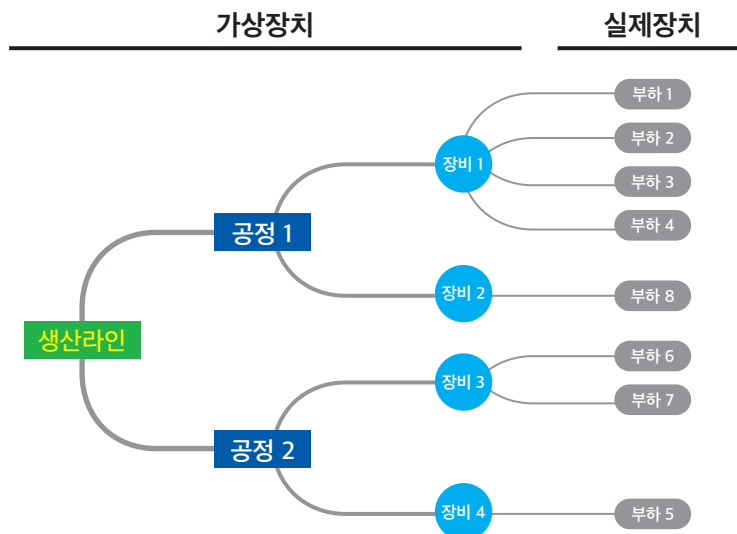 가상장치
실제장치
부하 1
부하 2
장비 1
부하 3
부하 4
공정 1
장비 2
부하 8
생산라인
부하 6
장비 3
부하 7
공정 2
장비 4
부하 5